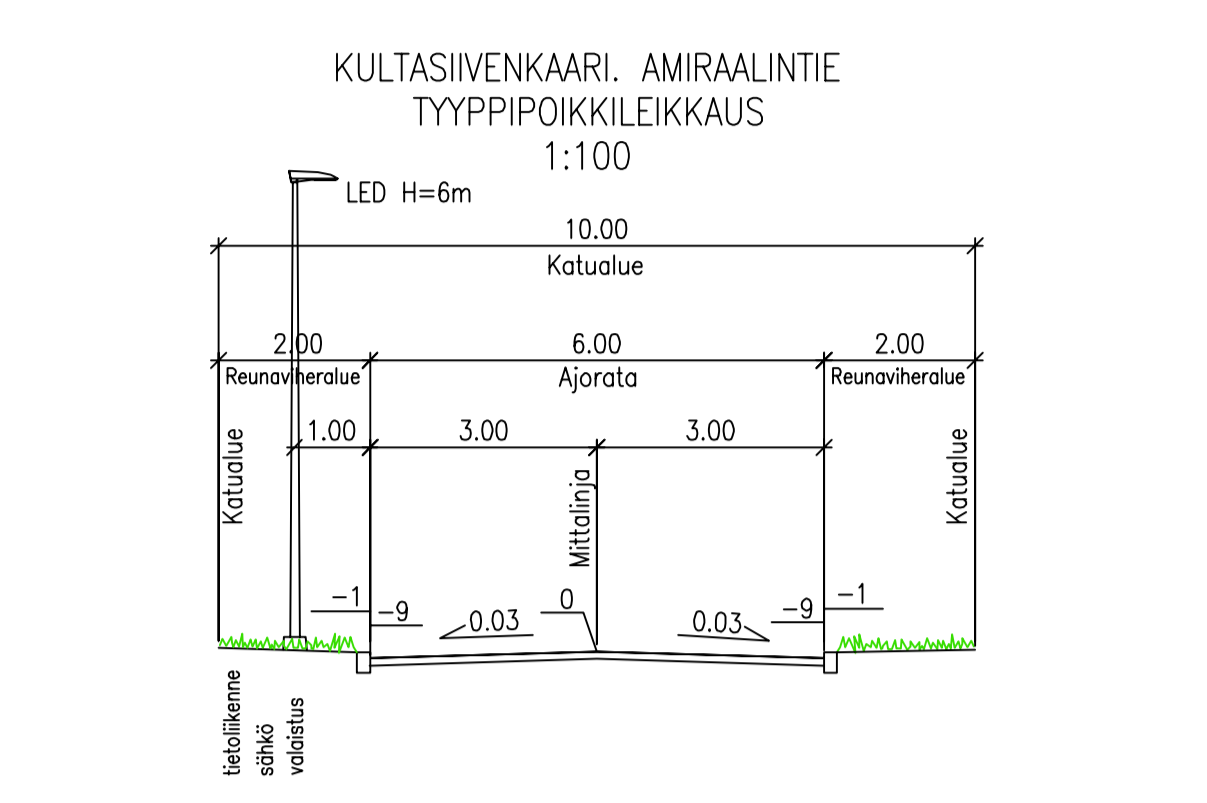 KULTASIIVENKAARI. AMIRAALINTIE
TYYPPIPOIKKILEIKKAUS
1:100
LED H=6m
10.00
Katualue
2.00
6.00
2.00
Reunaviheralue
Ajorata
Reunaviheralue
1.00
3.00
3.00
Katualue
Mittalinja
Katualue
-1
-9
0.03
0
0.03
-9
-1
tietoliikenne
sähkö
valaistus